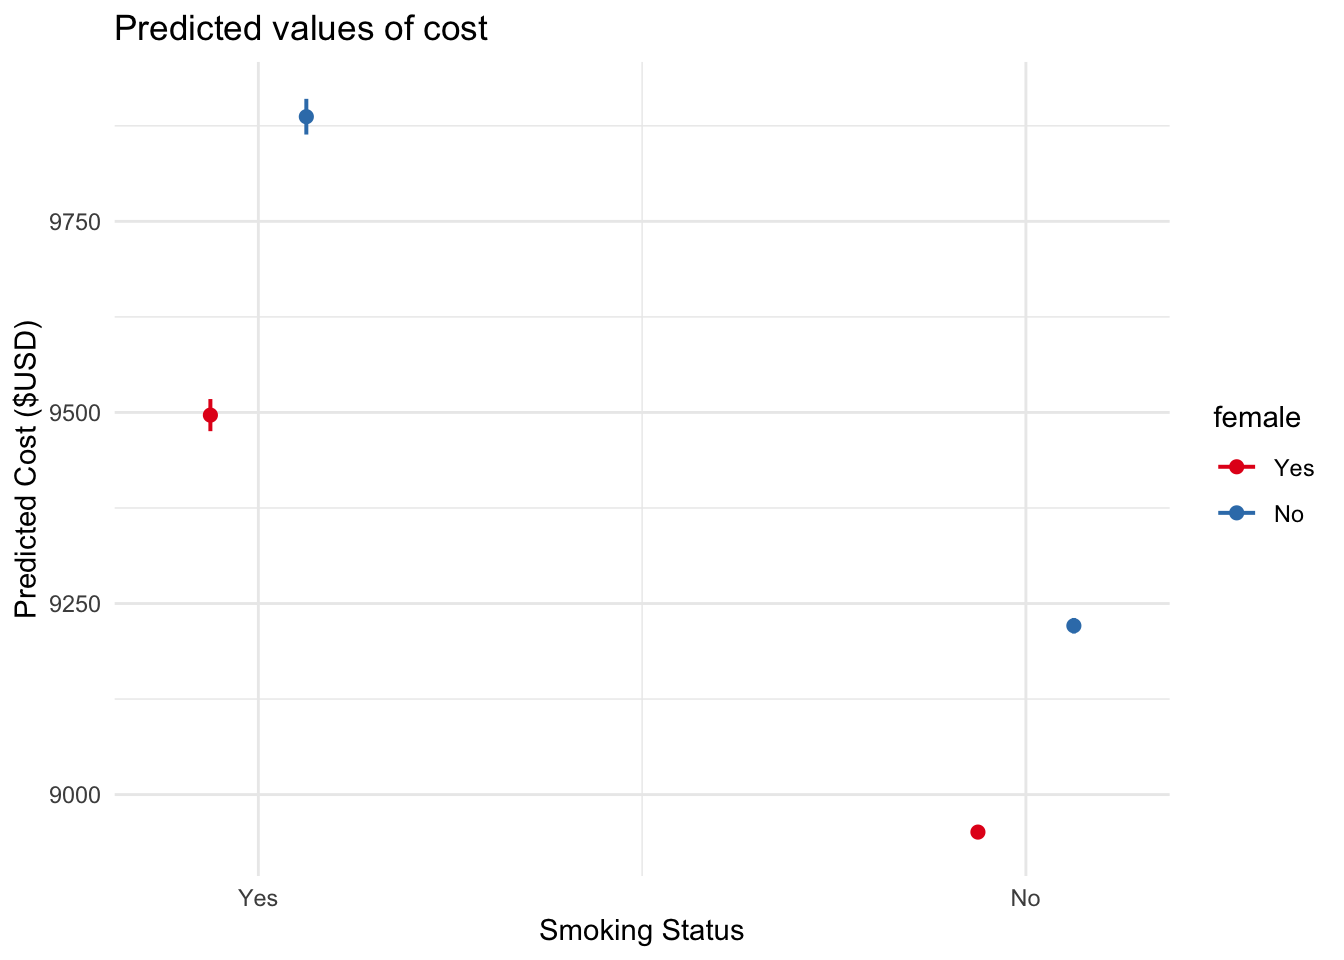 Predicted values of cost
Predicted Cost ($USD)
9750
9500
9250
9000
Yes
No
Smoking Status
female
Yes
No